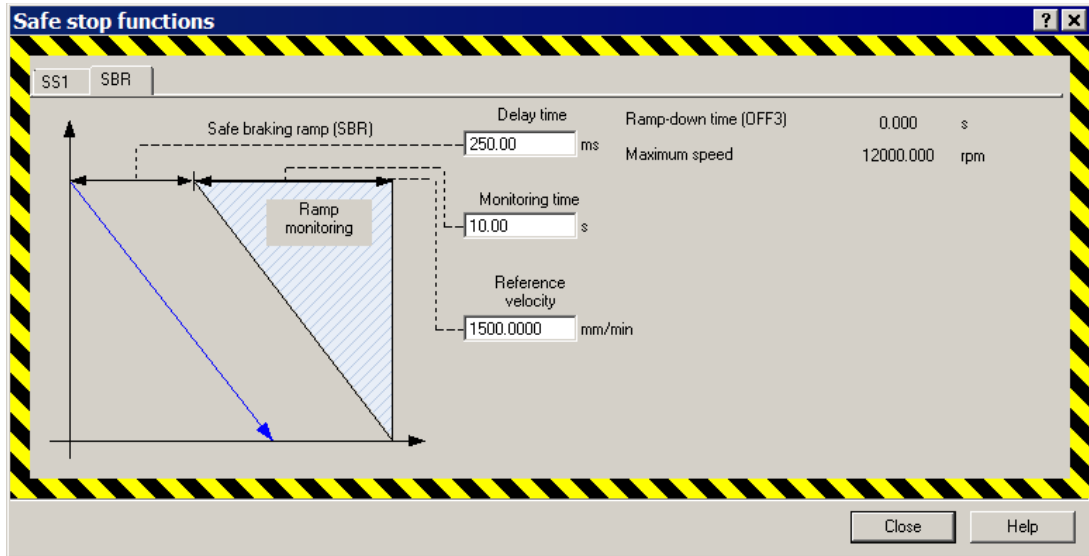 Safe stop functions
SS1 SBR
Safe braking ramp (SBR)
Delay time
250.00 ms
Ramp-down time (OFF3) 0.000 s
Maximum speed 12000.000 rpm
Ramp
monitoring
Monitoring time
10.00 s
Reference
velocity
1500.0000 mm/min
Close Help